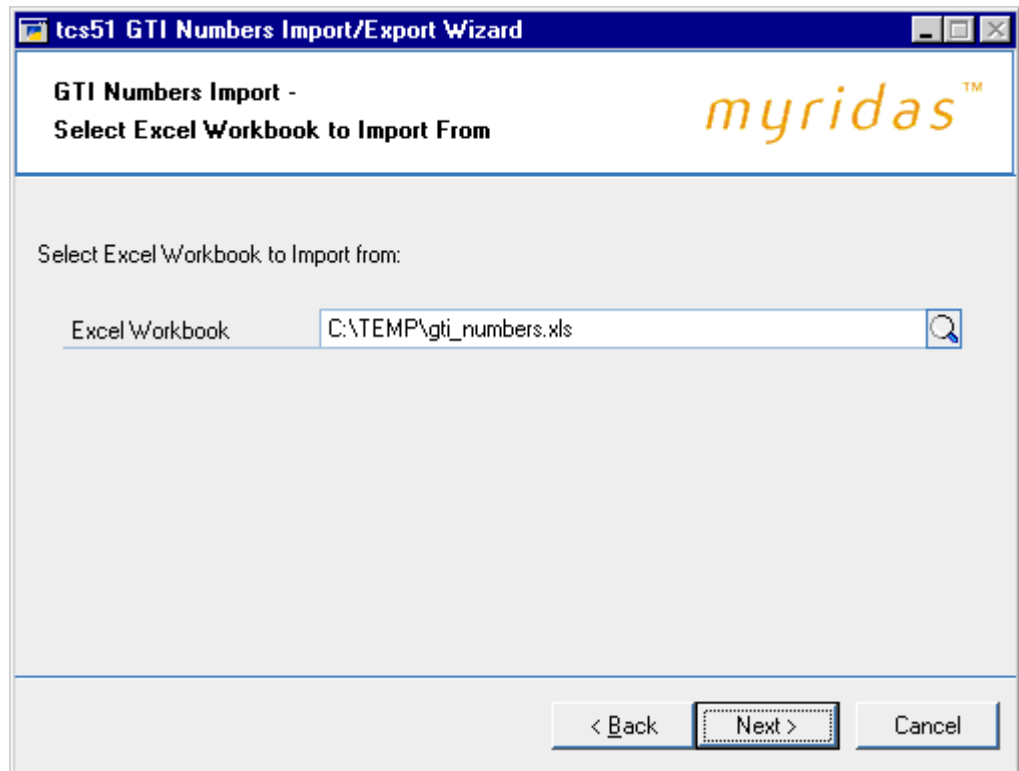 tcs51 GTI Numbers Import/Export Wizard
GTI Numbers Import -
Select Excel Workbook to Import From
myridas™
Select Excel Workbook to Import from:
Excel Workbook C:\TEMP\gti_numbers.xls
< Back Next > Cancel